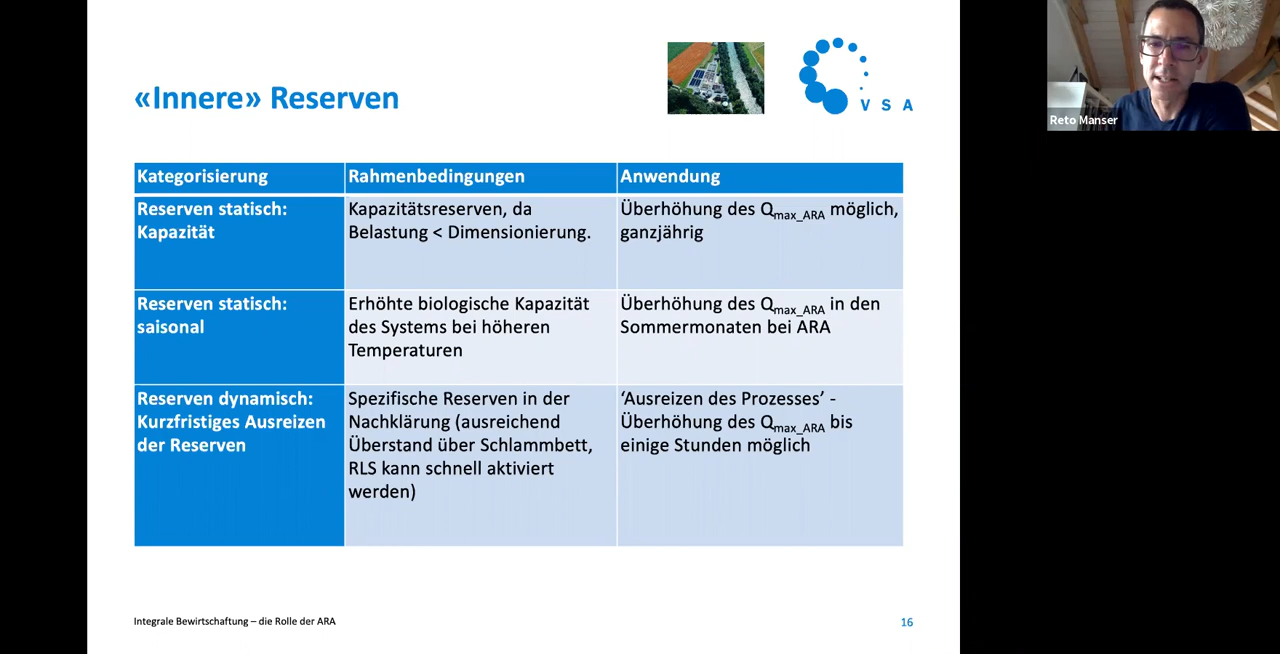 «Innere» Reserven
V S A
Reto Manser
Kategorisierung
Rahmenbedingungen
Anwendung
Reserven statisch:
Kapazität
Kapazitätsreserven, da
Belastung < Dimensionierung.
Überhöhung des Qmax_ARA möglich,
ganzjährig
Reserven statisch:
saisonal
Erhöhte biologische Kapazität
des Systems bei höheren
Temperaturen
Überhöhung des Qmax_ARA in den
Sommermonaten bei ARA
Reserven dynamisch:
Kurzfristiges Ausreizen
der Reserven
Spezifische Reserven in der
Nachklärung (ausreichend
Überstand über Schlammbett,
RLS kann schnell aktiviert
werden)
‘Ausreizen des Prozesses’ -
Überhöhung des Qmax_ARA bis
einige Stunden möglich
Integrale Bewirtschaftung – die Rolle der ARA
16